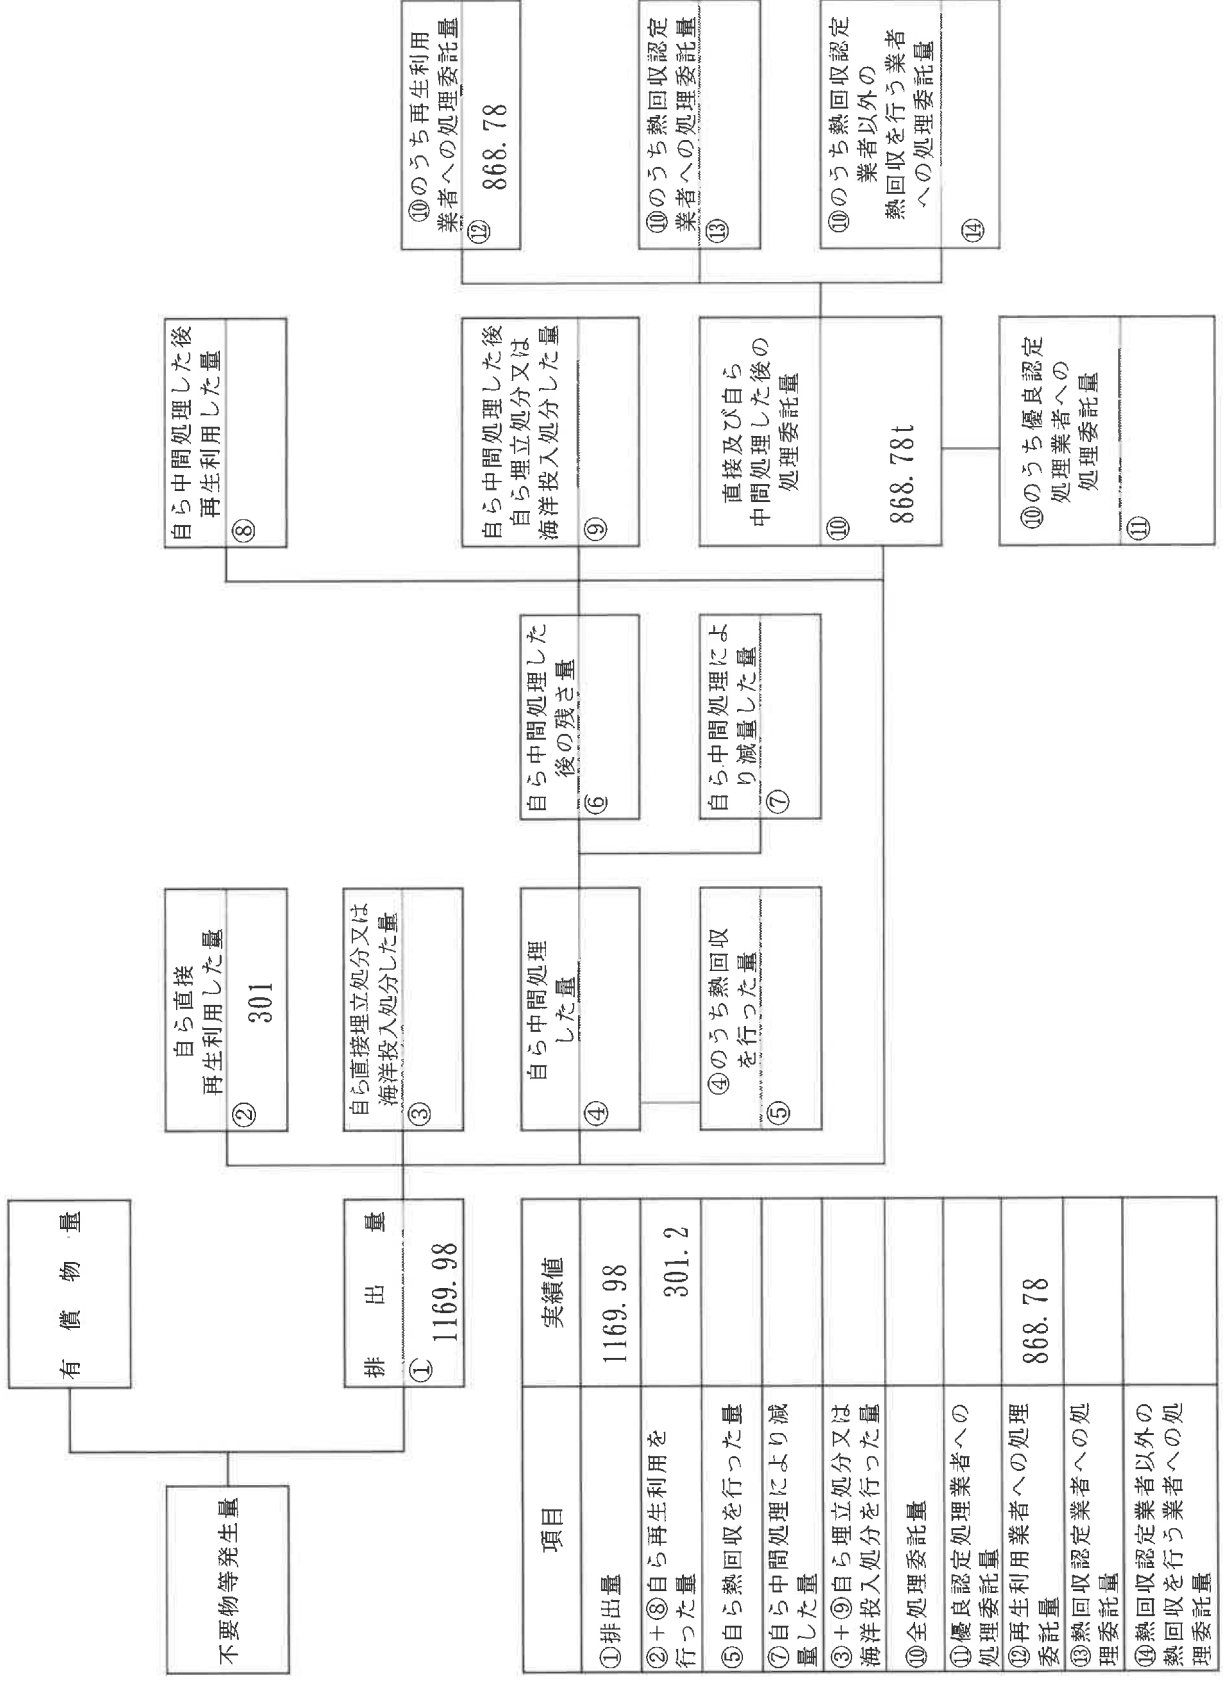 不要物等発生量
有償物量
排出量
① 1169.98
自ら直接
再生利用した量
② 301
自ら直接埋立処分又は
海洋投入処分した量
③
自ら中間処理
した量
④
④のうち熱回収
を行った量
⑤
自ら中間処理した
後の残さ量
⑥
自ら中間処理によ
り減量した量
⑦
自ら中間処理した後
再生利用した量
⑧
自ら中間処理した後
自ら埋立処分又は
海洋投入処分した量
⑨
直接及び自ら
中間処理した後の
処理委託量
⑩
868.78t
⑩のうち優良認定
処理業者への
処理委託量
⑪
⑩のうち再生利用
業者への処理委託量
⑫ 868.78
⑩のうち熱回収認定
業者への処理委託量
⑬
⑩のうち熱回収認定
業者以外の
熱回収を行う業者
への処理委託量
⑭
項目 実績値
①排出量 1169.98
②+⑧自ら再生利用を
行った量 301.2
⑤自ら熱回収を行った量
⑦自ら中間処理により減
量した量
③+⑨自ら埋立処分又は
海洋投入処分を行った量
⑩全処理委託量
⑪優良認定処理業者への
処理委託量
⑫再生利用業者への処理
委託量 868.78
⑬熱回収認定業者への処
理委託量
⑭熱回収認定業者以外の
熱回収を行う業者への処
理委託量